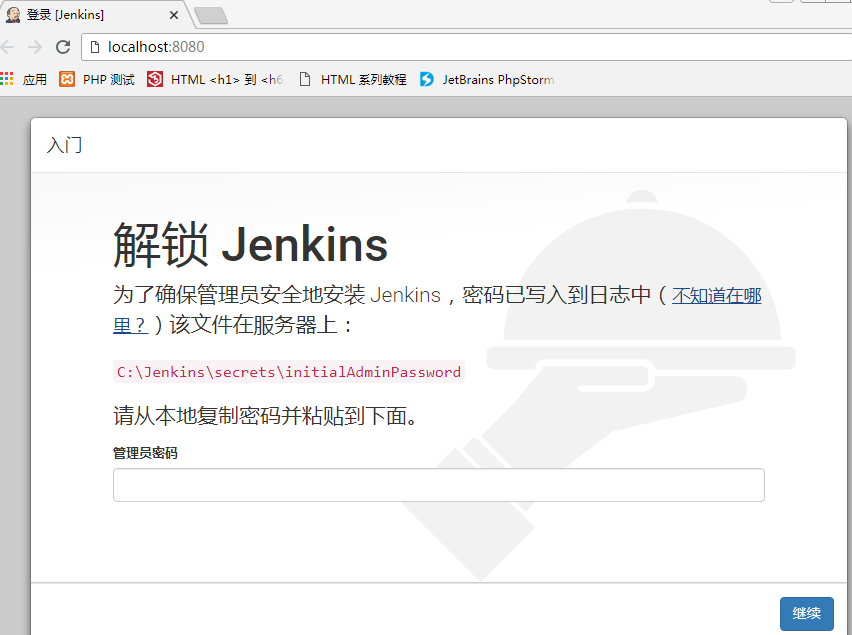 登录 [Jenkins]
localhost:8080
应用 PHP 测试 HTML <h1> 到 <h6 HTML 系列教程 JetBrains PhpStorm
入门
解锁 Jenkins
为了确保管理员安全地安装 Jenkins，密码已写入到日志中（不知道在哪
里？）该文件在服务器上：
C:\Jenkins\secrets\initialAdminPassword
请从本地复制密码并粘贴到下面。
管理员密码
继续